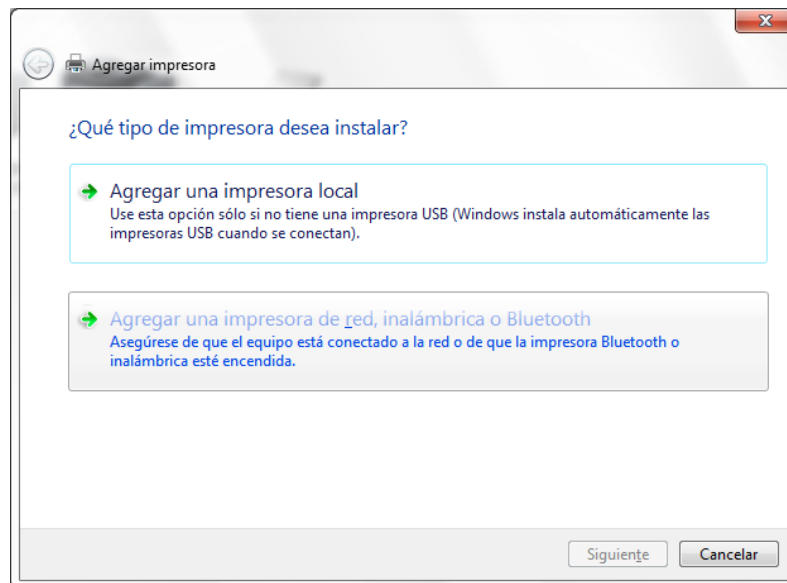 Agregar impresora
¿Qué tipo de impresora desea instalar?
Agregar una impresora local
Use esta opción sólo si no tiene una impresora USB (Windows instala automáticamente las
impresoras USB cuando se conectan).
Agregar una impresora de red, inalámbrica o Bluetooth
Asegúrese de que el equipo está conectado a la red o de que la impresora Bluetooth o
inalámbrica esté encendida.
Siguiente Cancelar